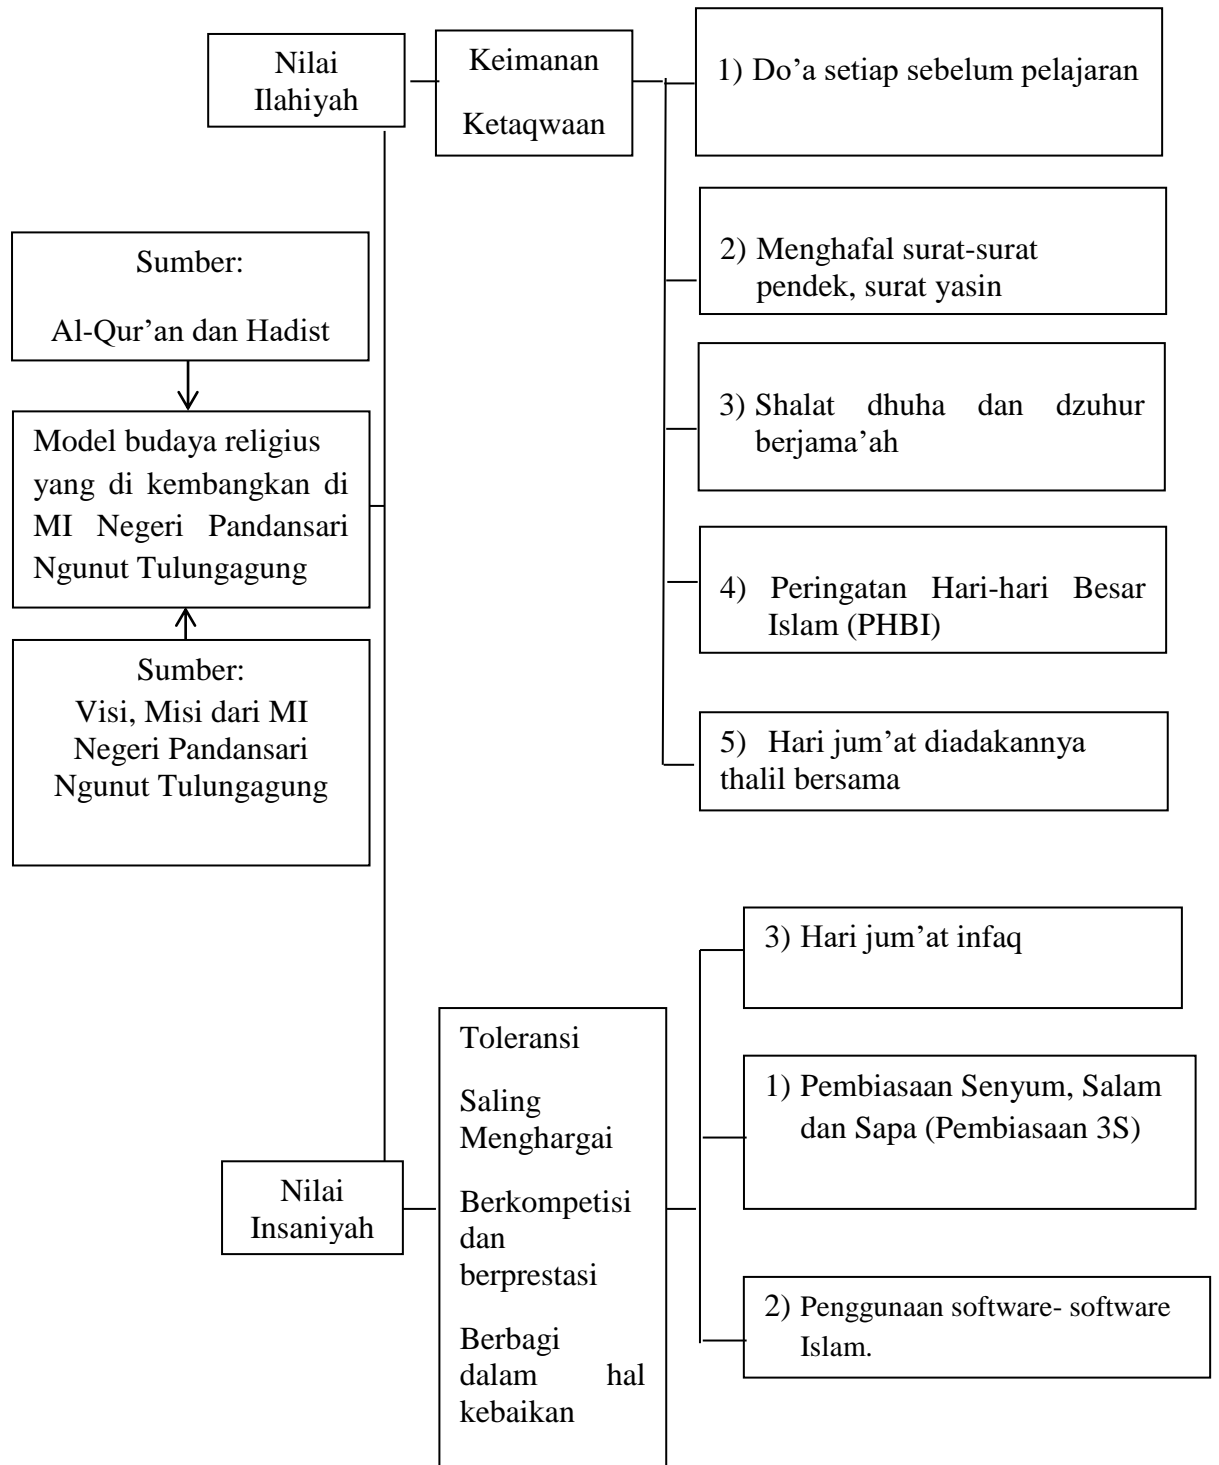 Nilai
Ilahiyah
Keimanan
Ketaqwaan
1) Do’a setiap sebelum pelajaran
2) Menghafal surat-surat
pendek, surat yasin
3) Shalat dhuha dan dzuhur
berjama’ah
4) Peringatan Hari-hari Besar
Islam (PHBI)
5) Hari jum’at diadakannya
thalil bersama
Sumber:
Al-Qur’an dan Hadist
Model budaya religius
yang di kembangkan di
MI Negeri Pandansari
Ngunut Tulungagung
Sumber:
Visi, Misi dari MI
Negeri Pandansari
Ngunut Tulungagung
Nilai
Insaniyah
Toleransi
Saling
Menghargai
Berkompetisi
dan
berprestasi
Berbagi
dalam hal
kebaikan
3) Hari jum’at infaq
1) Pembiasaan Senyum, Salam
dan Sapa (Pembiasaan 3S)
2) Penggunaan software- software
Islam.